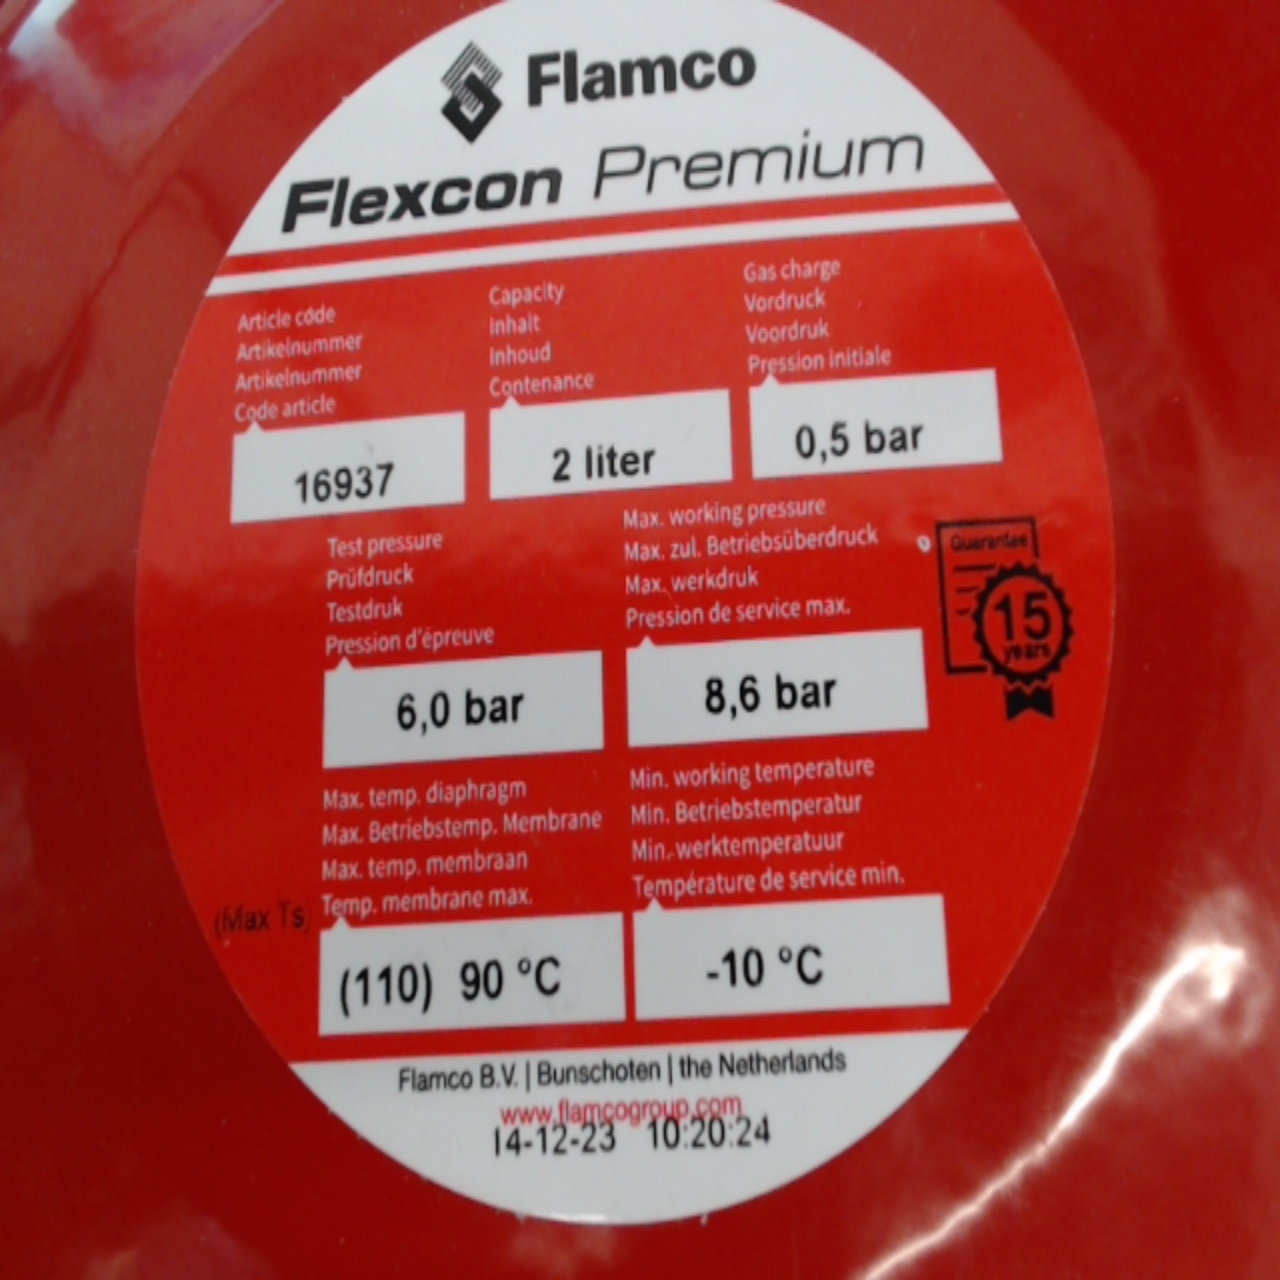 Flamco
Flexcon Premium
Article code
Artikelnummer
Artikelnummer
Code article
16937
Capacity
Inhalt
Inhoud
Contenance
2 liter
Gas charge
Vordruck
Voordruk
Pression initiale
0,5 bar
Test pressure
Prüfdruck
Testdruk
Pression d'épreuve
6,0 bar
Max. working pressure
Max. zul. Betriebsüberdruck
Max. werkdruk
Pression de service max.
8,6 bar
Guarantee
15
years
Max. temp. diaphragm
Max. Betriebstemp. Membrane
Max. temp. membraan
Temp. membrane max.
(Max Ts)
(110) 90 °C
Min. working temperature
Min. Betriebstemperatur
Min. werktemperatuur
Température de service min.
-10 °C
Flamco B.V. | Bunschoten | the Netherlands
www.flamcogroup.com
14-12-23 10:20:24